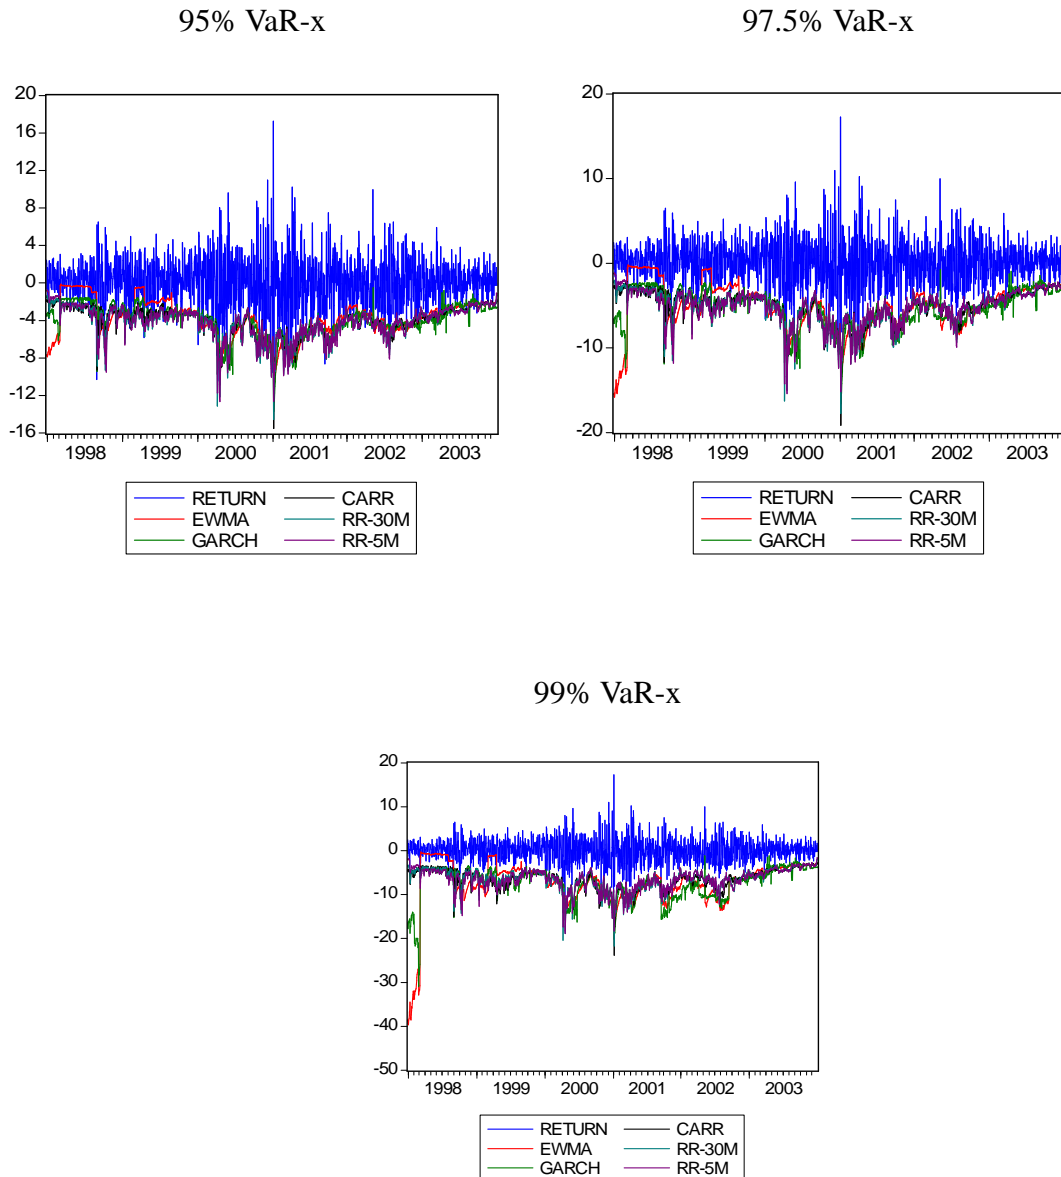 95% VaR-x
97.5% VaR-x
20
16
12
8
4
0
-4
-8
-12
-16
1998 1999 2000 2001 2002 2003
RETURN CARR
EWMA RR-30M
GARCH RR-5M
20
10
0
-10
-20
1998 1999 2000 2001 2002 2003
RETURN CARR
EWMA RR-30M
GARCH RR-5M
99% VaR-x
20
10
0
-10
-20
-30
-40
-50
1998 1999 2000 2001 2002 2003
RETURN CARR
EWMA RR-30M
GARCH RR-5M